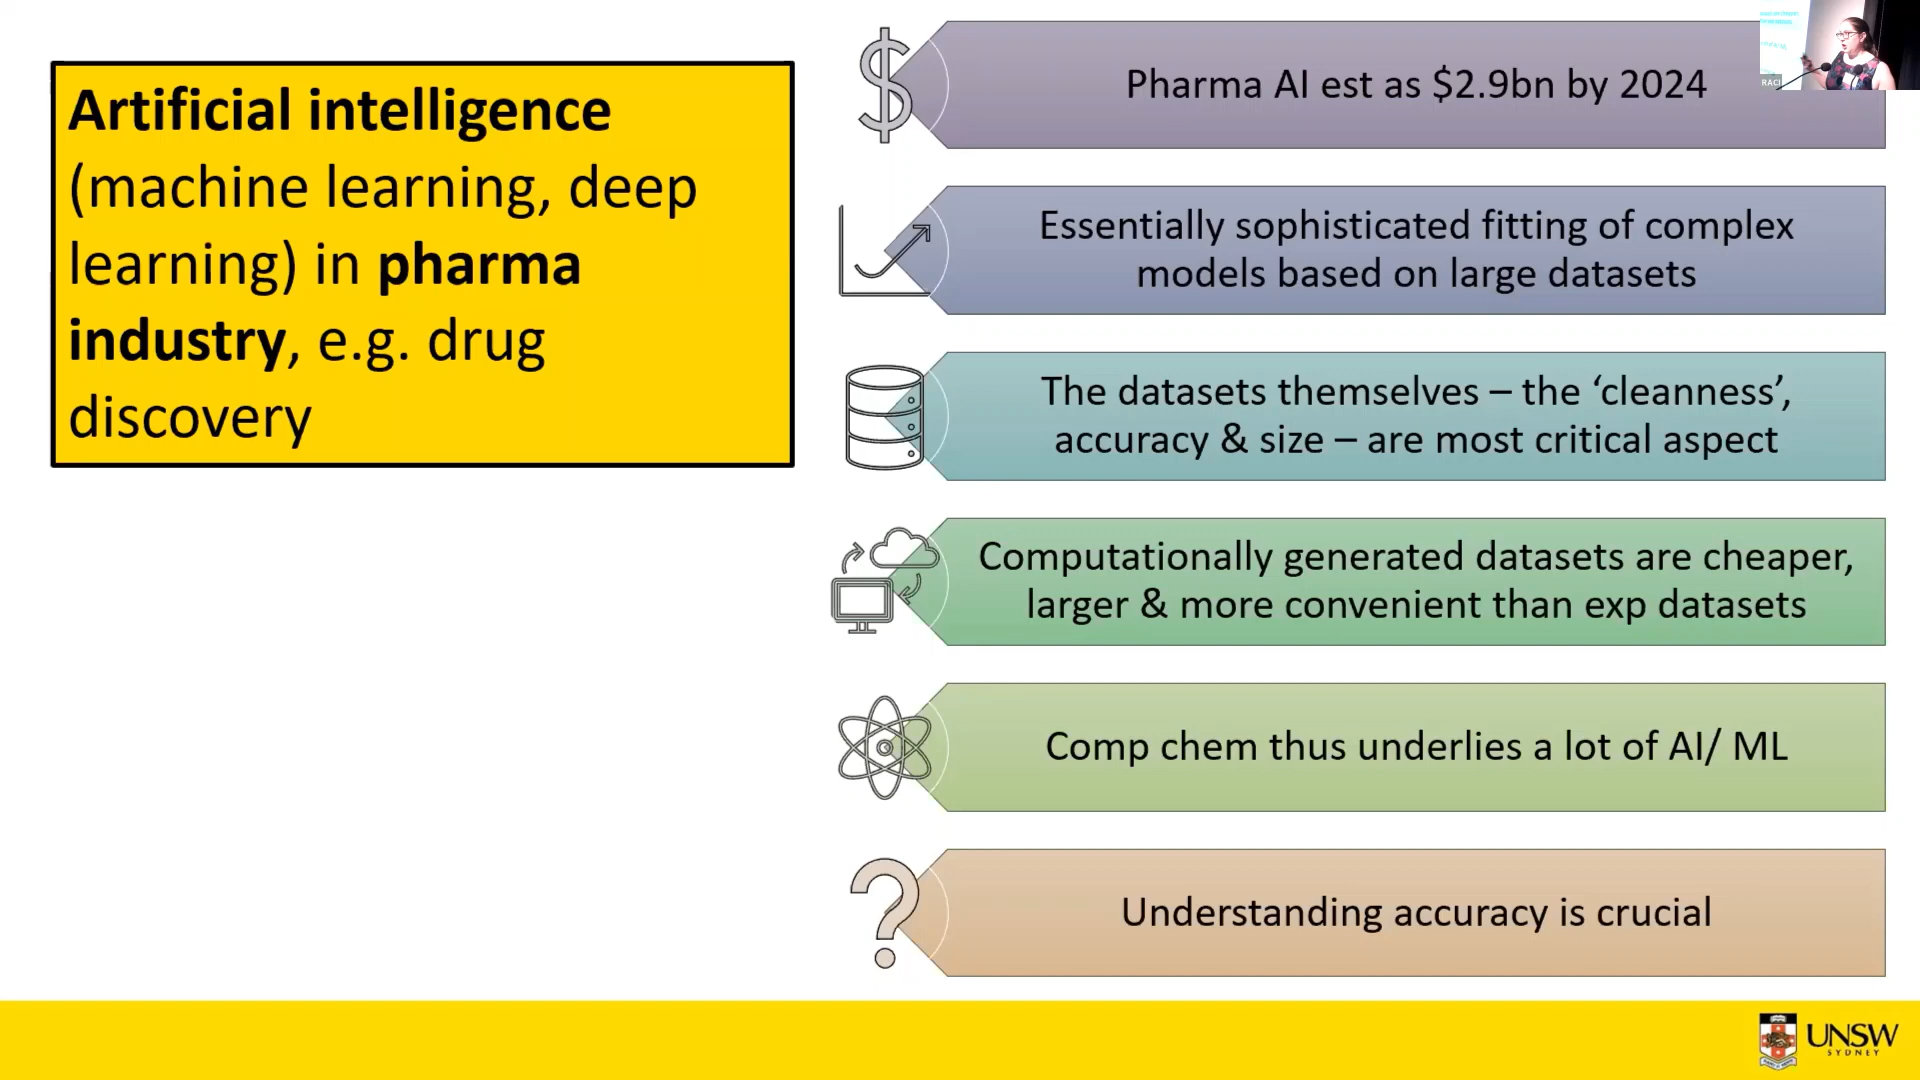 Artificial intelligence
(machine learning, deep
learning) in pharma
industry, e.g. drug
discovery
Pharma AI est as $2.9bn by 2024
Essentially sophisticated fitting of complex
models based on large datasets
The datasets themselves – the ‘cleanness’,
accuracy & size – are most critical aspect
Computationally generated datasets are cheaper,
larger & more convenient than exp datasets
Comp chem thus underlies a lot of AI/ ML
Understanding accuracy is crucial
RACI
UNSW
SYDNEY